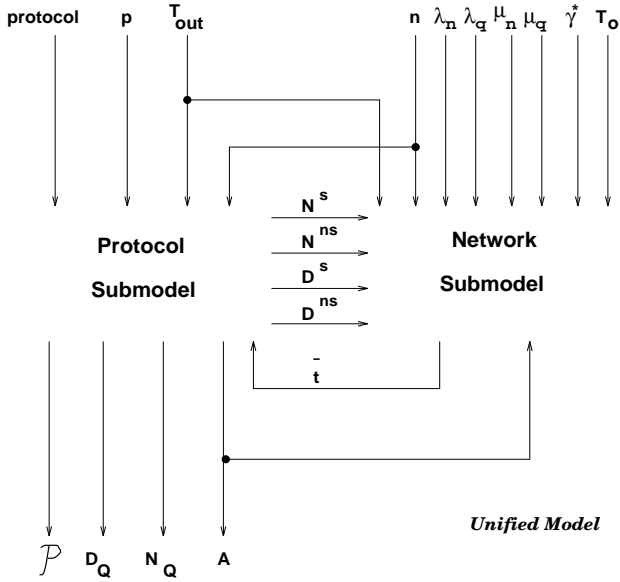 protocol p T_out n λ_n λ_q μ_n μ_q γ* T_o
N^s
N^ns
D^s
D^ns
Protocol
Submodel
Network
Submodel
t̄
Unified Model
𝒫 D_Q N_Q A